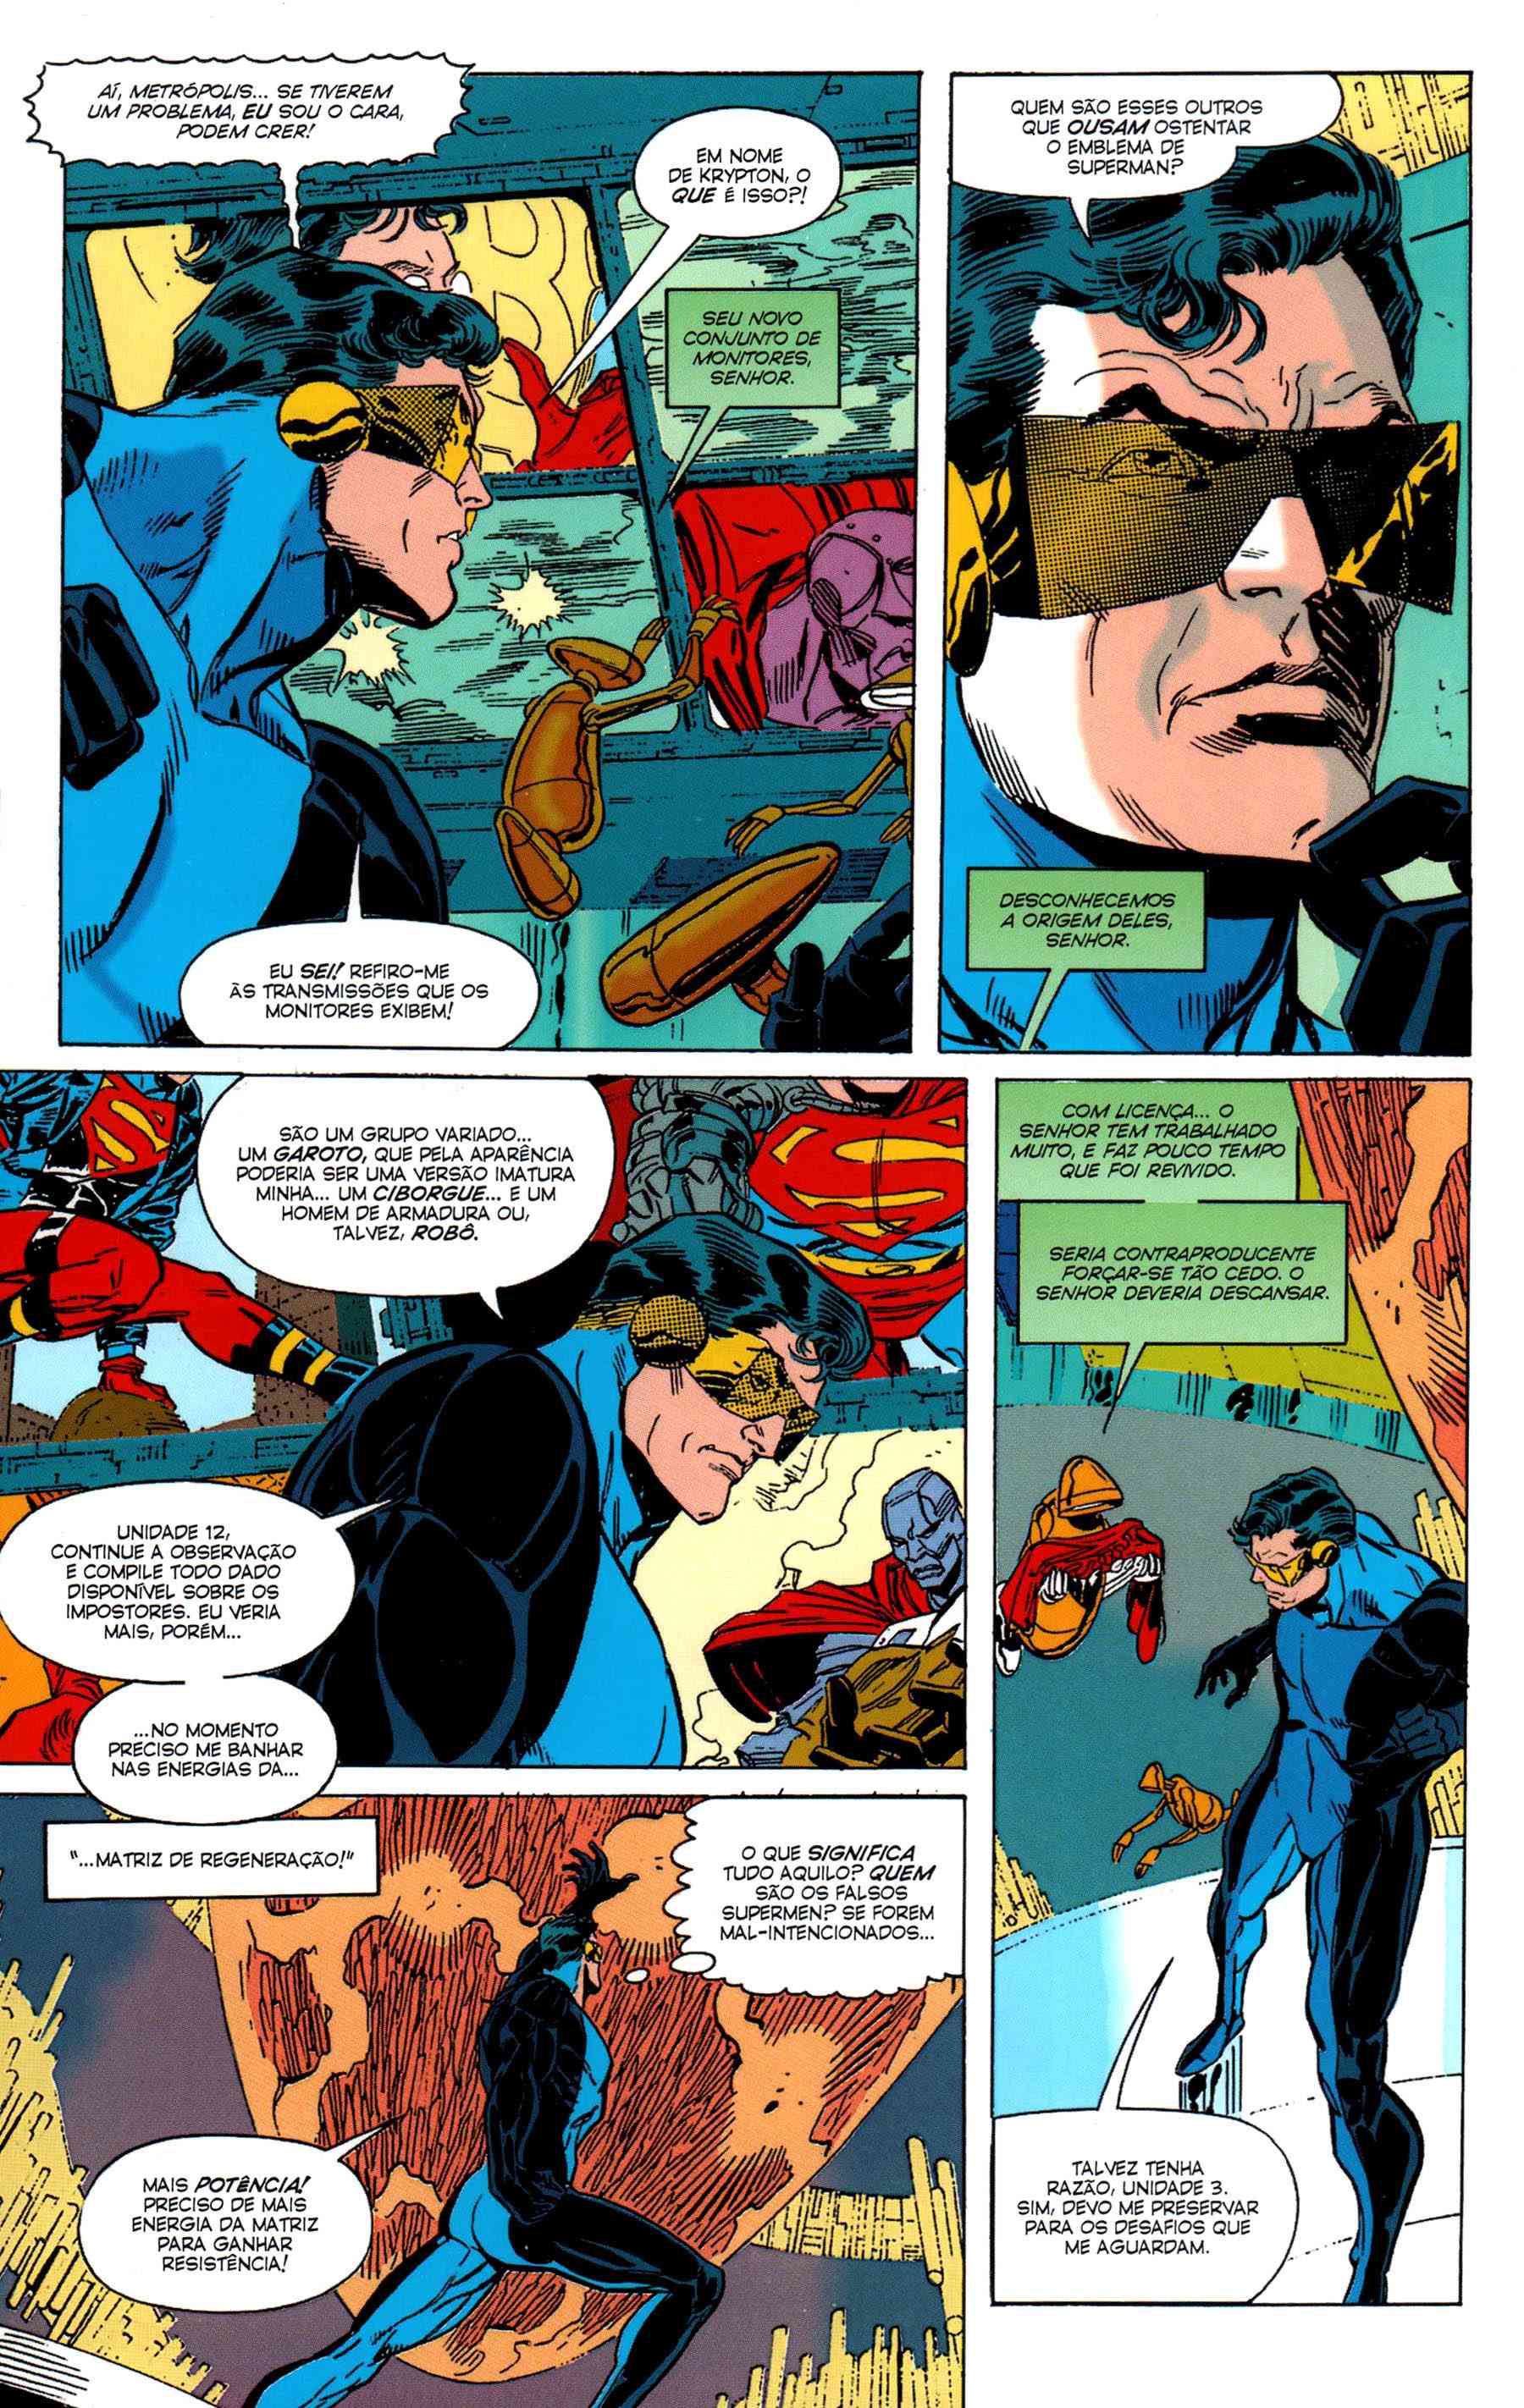 AÍ, METRÓPOLIS... SE TIVEREM
UM PROBLEMA, EU SOU O CARA,
PODEM CRER!
EM NOME
DE KRYPTON, O
QUE É ISSO?!
SEU NOVO
CONJUNTO DE
MONITORES,
SENHOR.
EU SEI! REFIRO-ME
ÀS TRANSMISSÕES QUE OS
MONITORES EXIBEM!
QUEM SÃO ESSES OUTROS
QUE OUSAM OSTENTAR
O EMBLEMA DE
SUPERMAN?
DESCONHECEMOS
A ORIGEM DELES,
SENHOR.
SÃO UM GRUPO VARIADO...
UM GAROTO, QUE PELA APARÊNCIA
PODERIA SER UMA VERSÃO IMATURA
MINHA... UM CIBORGUE... E UM
HOMEM DE ARMADURA OU,
TALVEZ, ROBÔ.
UNIDADE 12,
CONTINUE A OBSERVAÇÃO
E COMPILE TODO DADO
DISPONÍVEL SOBRE OS
IMPOSTORES. EU VERIA
MAIS, PORÉM...
...NO MOMENTO
PRECISO ME BANHAR
NAS ENERGIAS DA...
"...MATRIZ DE REGENERAÇÃO!"
O QUE SIGNIFICA
TUDO AQUILO? QUEM
SÃO OS FALSOS
SUPERMEN? SE FOREM
MAL-INTENCIONADOS...
MAIS POTÊNCIA!
PRECISO DE MAIS
ENERGIA DA MATRIZ
PARA GANHAR
RESISTÊNCIA!
COM LICENÇA... O
SENHOR TEM TRABALHADO
MUITO, E FAZ POUCO TEMPO
QUE FOI REVIVIDO.
SERIA CONTRAPRODUCENTE
FORÇAR-SE TÃO CEDO. O
SENHOR DEVERIA DESCANSAR.
TALVEZ TENHA
RAZÃO, UNIDADE 3.
SIM, DEVO ME PRESERVAR
PARA OS DESAFIOS QUE
ME AGUARDAM.